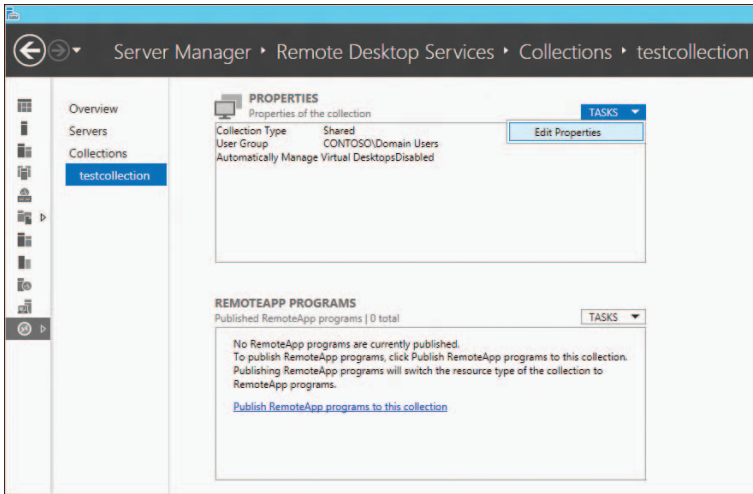 Server Manager ‣ Remote Desktop Services ‣ Collections ‣ testcollection
Overview
Servers
Collections
testcollection
PROPERTIES
Properties of the collection
TASKS
Edit Properties
Collection Type Shared
User Group CONTOSO\Domain Users
Automatically Manage Virtual DesktopsDisabled
REMOTEAPP PROGRAMS
Published RemoteApp programs | 0 total
TASKS
No RemoteApp programs are currently published.
To publish RemoteApp programs, click Publish RemoteApp programs to this collection.
Publishing RemoteApp programs will switch the resource type of the collection to
RemoteApp programs.
Publish RemoteApp programs to this collection